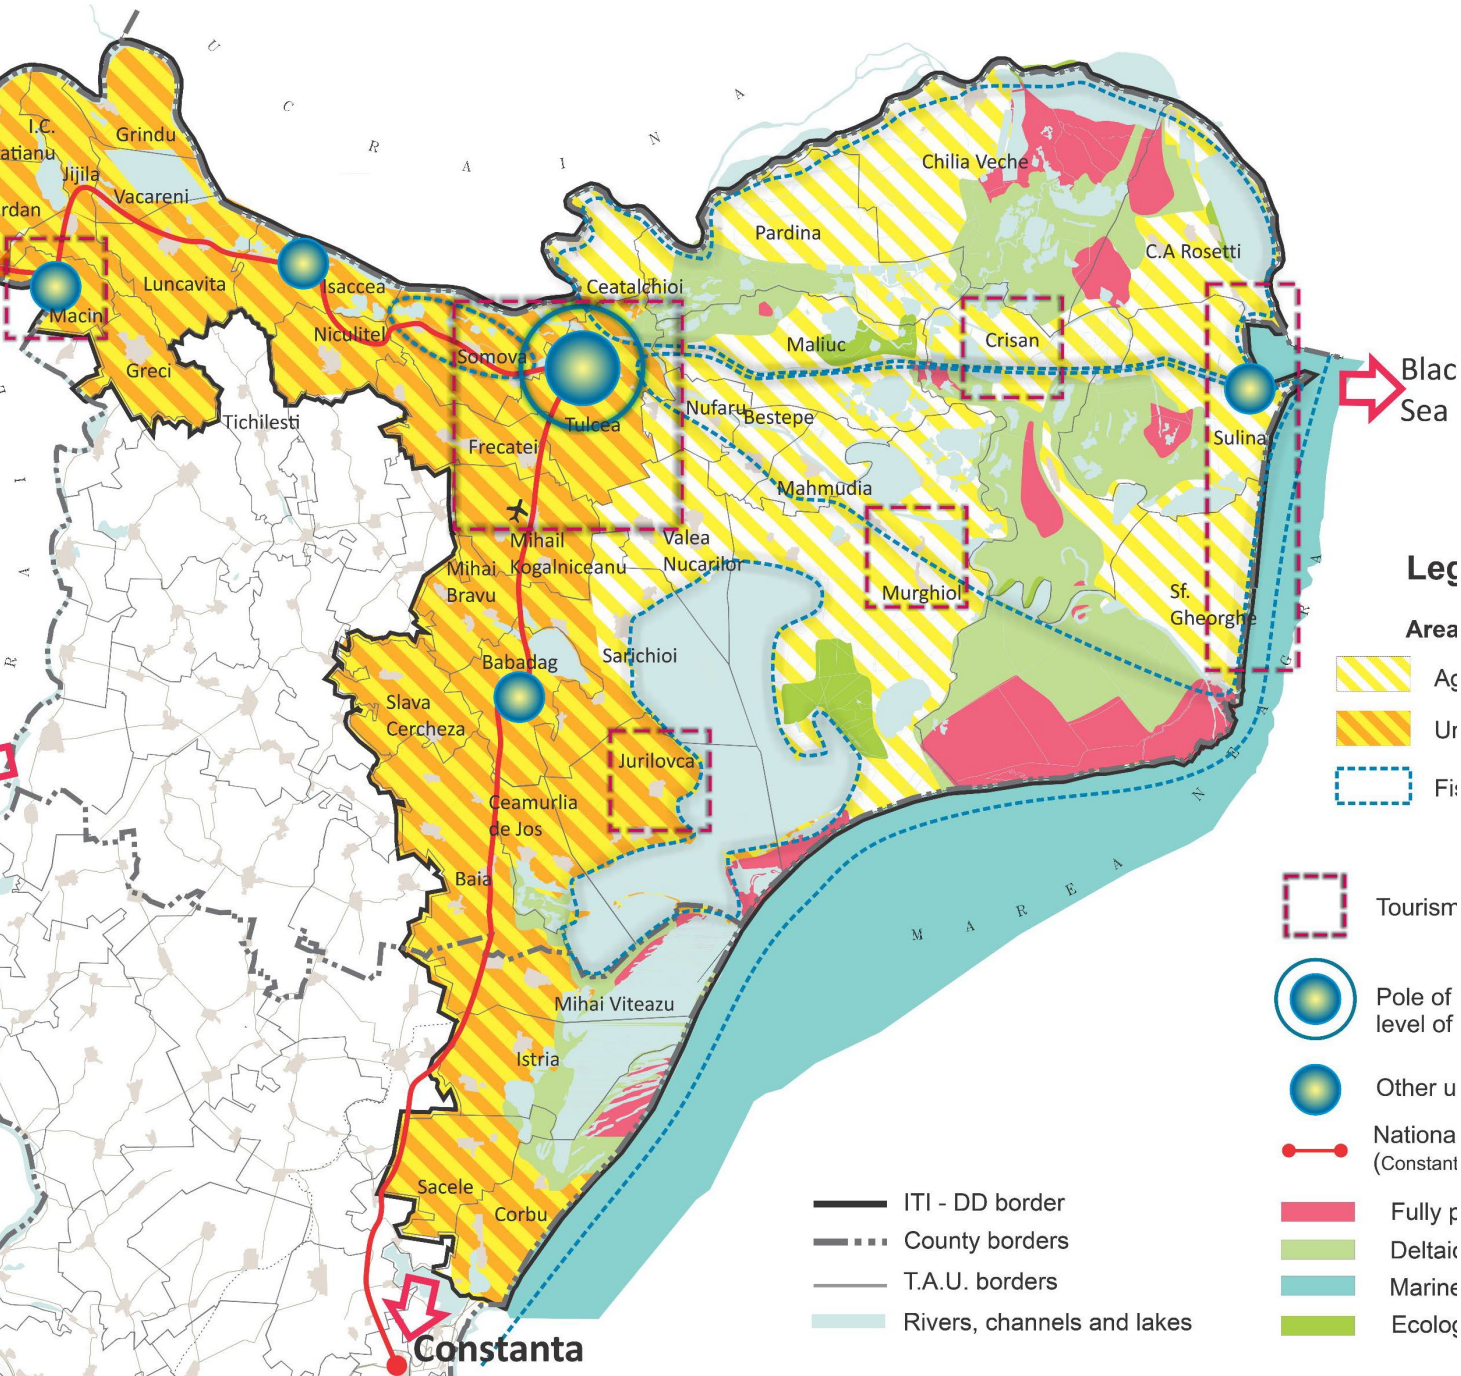 U C R A I N A
I.C.
atianu
Grindu
Jijila
Vacareni
rdan
Luncavita
Isaccea
Macin
Niculitel
Greci
Tichilesti
Somova
Ceatalchioi
Tulcea
Frecatei
Pardina
Chilia Veche
C.A Rosetti
Maliuc
Crisan
Nufaru
Bestepe
Mahmudia
Sulina
Blac
Sea
Mihail
Kogalniceanu
Mihai
Bravu
Valea
Nucarilor
Murghiol
Sf.
Gheorghe
Babadag
Sarichioi
Slava
Cercheza
Jurilovca
Ceamurlia
de Jos
Baia
Mihai Viteazu
Istria
Sacele
Corbu
Constanta
M A R E A N E A G R A
I
A
R
ITI - DD border
County borders
T.A.U. borders
Rivers, channels and lakes
Leg
Area
Ag
Ur
Fis
Tourism
Pole of
level of
Other u
Nationa
(Constant
Fully p
Deltaic
Marine
Ecolog